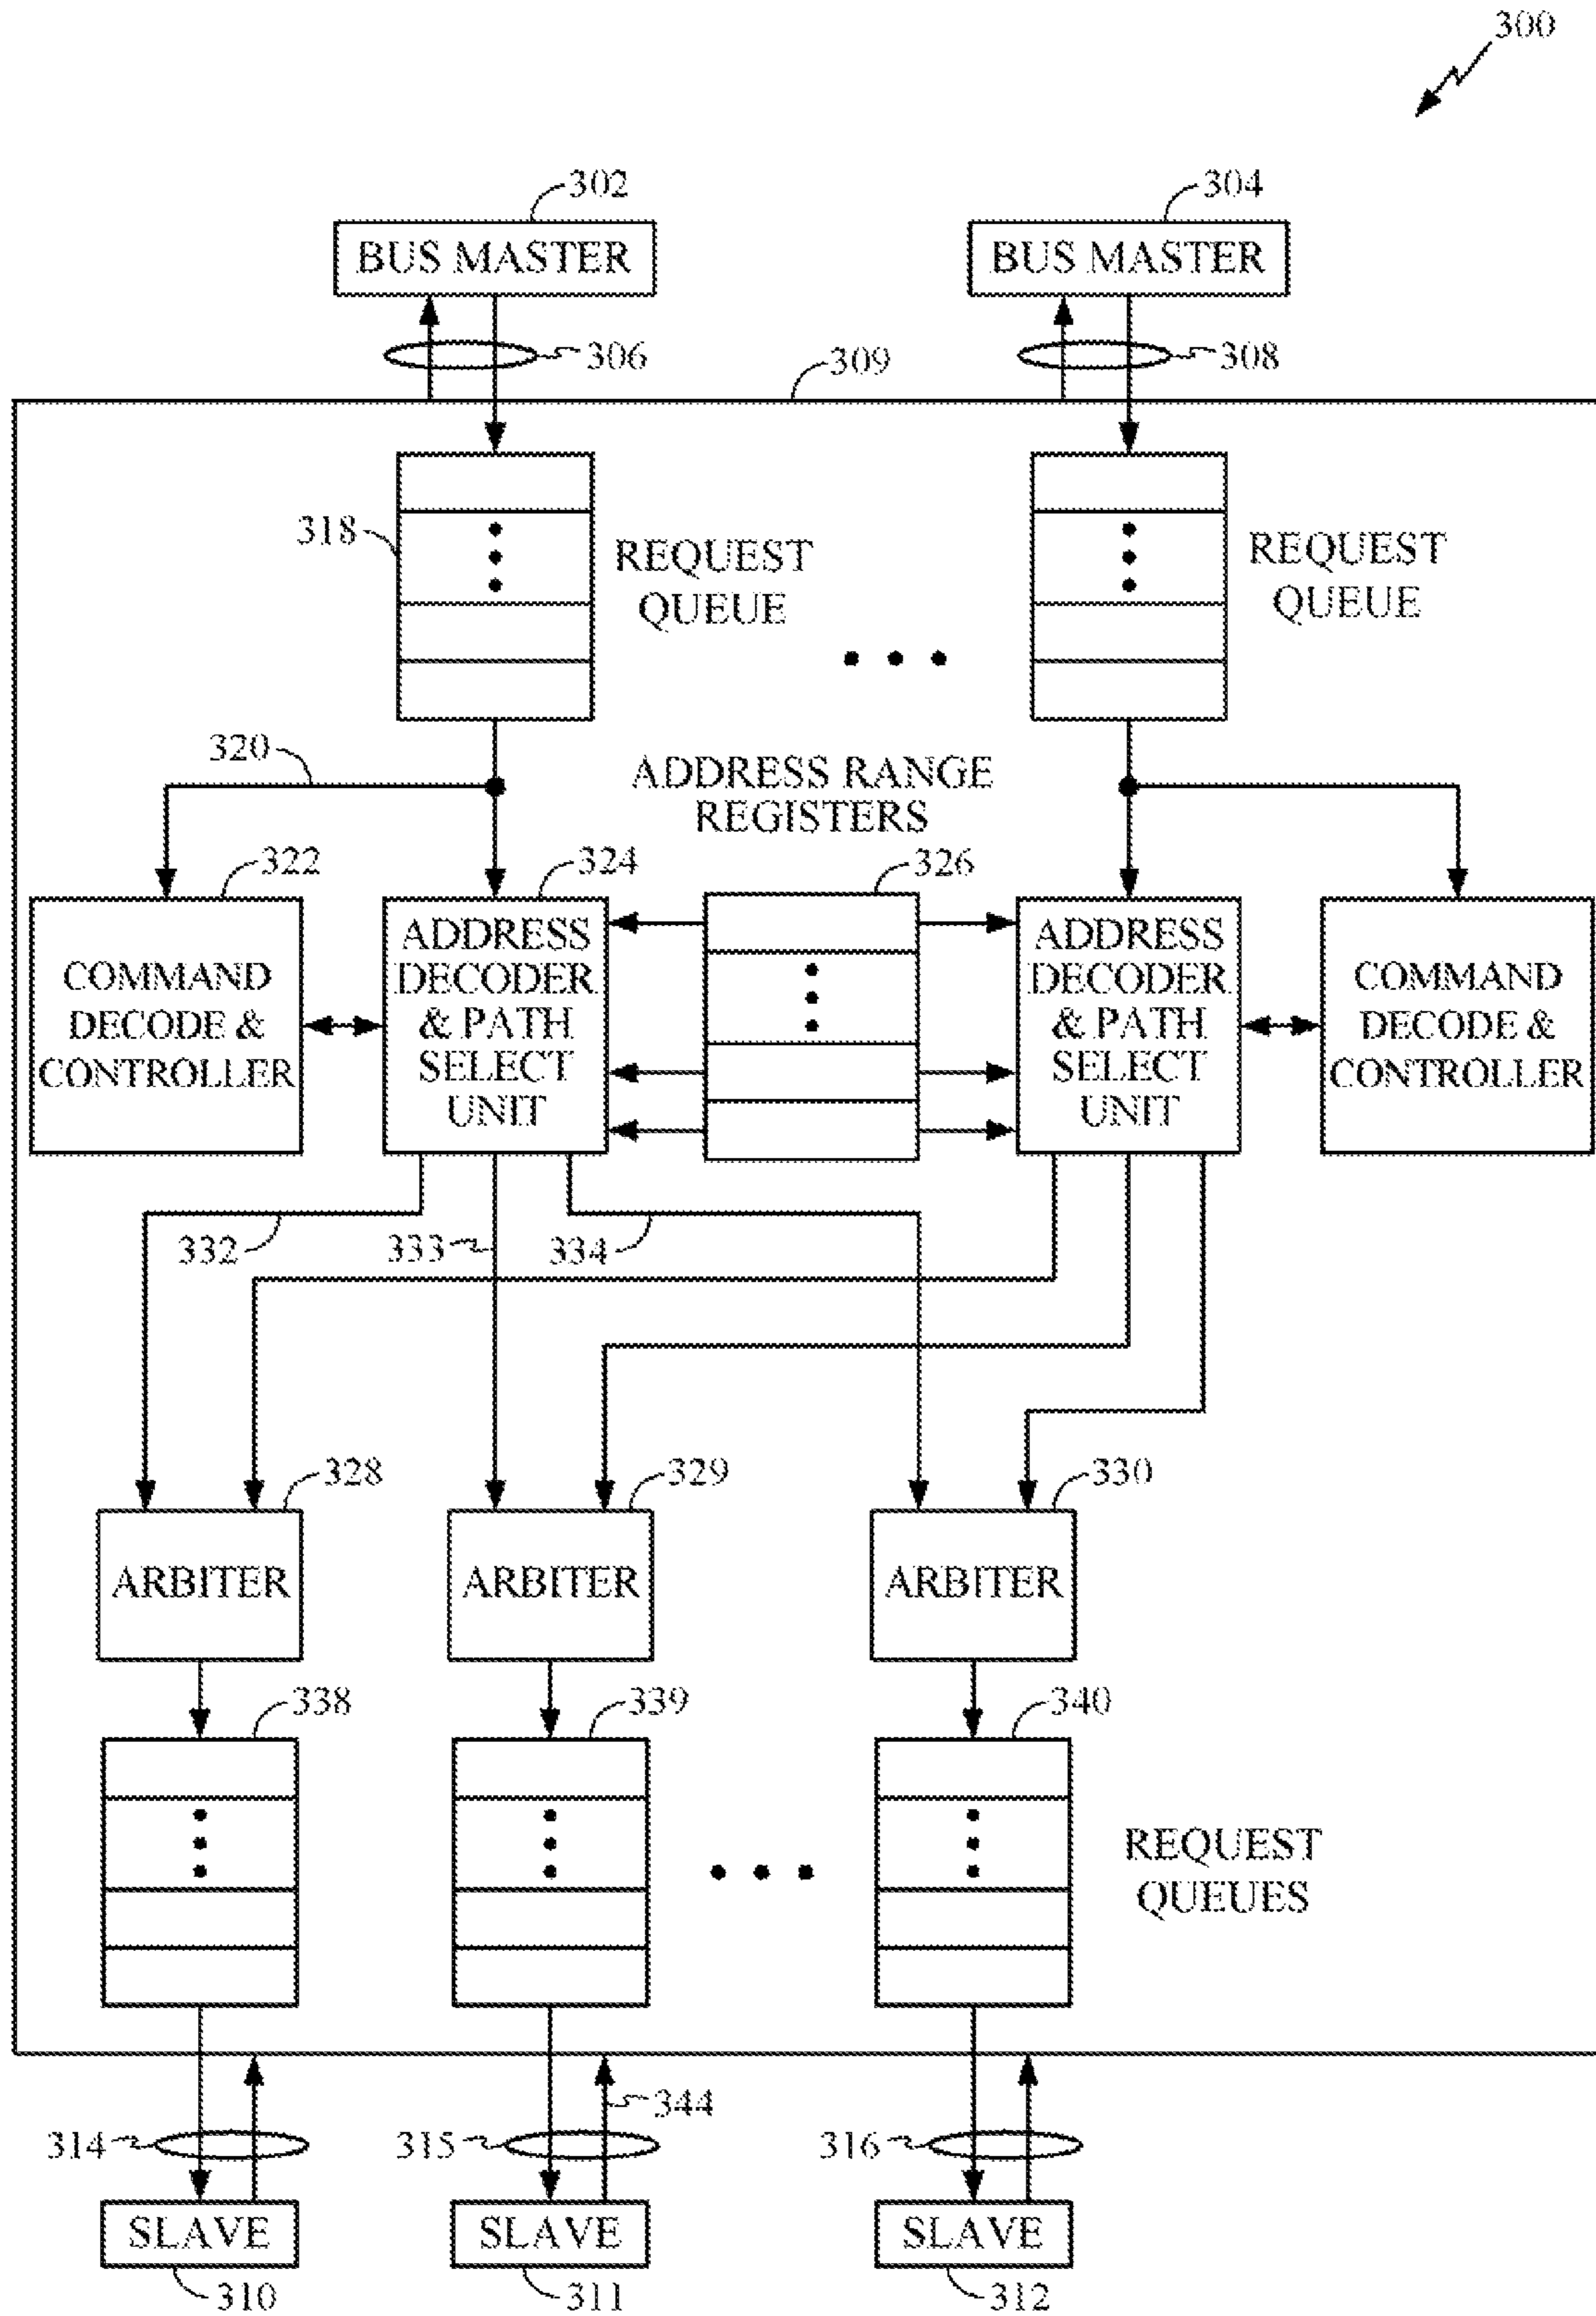 300
302
304
BUS MASTER
BUS MASTER
306
308
309
318
REQUEST
QUEUE
REQUEST
QUEUE
320
ADDRESS RANGE
REGISTERS
322
324
326
COMMAND
DECODE &
CONTROLLER
ADDRESS
DECODER
& PATH
SELECT
UNIT
ADDRESS
DECODER
& PATH
SELECT
UNIT
COMMAND
DECODE &
CONTROLLER
332
333
334
328
329
330
ARBITER
ARBITER
ARBITER
338
339
340
REQUEST
QUEUES
344
314
315
316
SLAVE
SLAVE
SLAVE
310
311
312